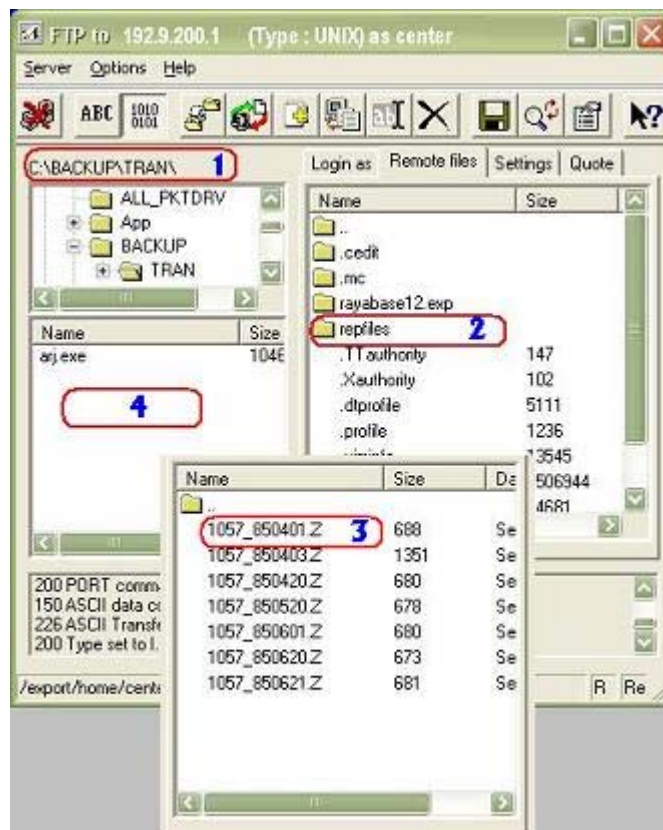 FTP to 192.9.200.1 (Type : UNIX) as center
Server Options Help
ABC 1010 0101
C:\BACKUP\TRAN\ 1
ALL_PKTDRV
App
BACKUP
TRAN
Name Size
arj.exe 104
4
Login as Remote files Settings Quote
Name Size
..
.cedit
.mc
rayabase12.exp
repfiles 2
.TTauthority 147
.Xauthority 102
.dtprofile 5111
.profile 1236
13545
506944
4681
Name Size Da
..
1057_850401.Z 3 688 Se
1057_850403.Z 1351 Se
1057_850420.Z 680 Se
1057_850520.Z 678 Se
1057_850601.Z 680 Se
1057_850620.Z 673 Se
1057_850621.Z 681 Se
200 PORT comm
150 ASCII data co
226 ASCII Transfe
200 Type set to I.
/export/home/cente
R Re